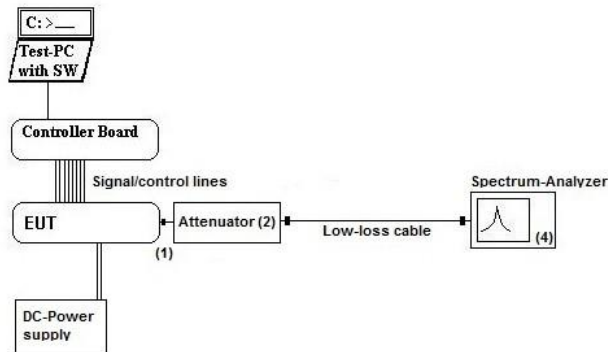 C: >__
Test-PC
with SW
Controller Board
Signal/control lines
Spectrum-Analyzer
EUT
Attenuator (2)
(1)
Low-loss cable
(4)
DC-Power
supply